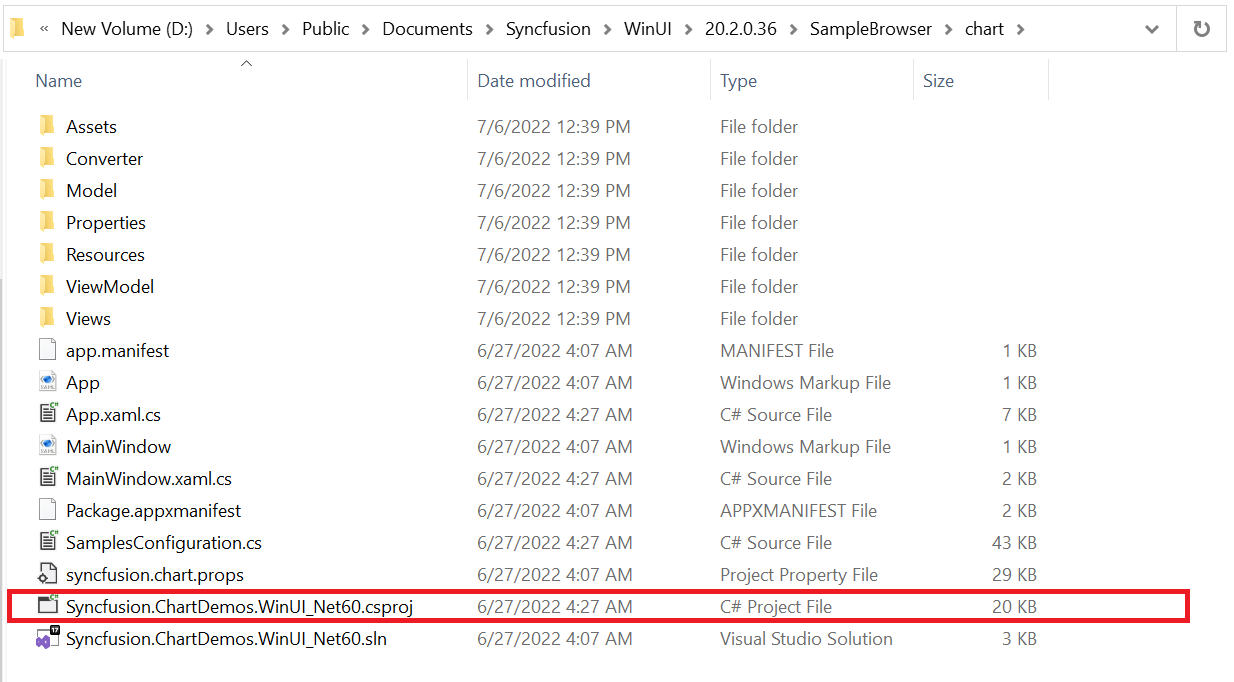 « New Volume (D:) > Users > Public > Documents > Syncfusion > WinUI > 20.2.0.36 > SampleBrowser > chart >
Name Date modified Type Size
Assets 7/6/2022 12:39 PM File folder
Converter 7/6/2022 12:39 PM File folder
Model 7/6/2022 12:39 PM File folder
Properties 7/6/2022 12:39 PM File folder
Resources 7/6/2022 12:39 PM File folder
ViewModel 7/6/2022 12:39 PM File folder
Views 7/6/2022 12:39 PM File folder
app.manifest 6/27/2022 4:07 AM MANIFEST File 1 KB
App 6/27/2022 4:07 AM Windows Markup File 1 KB
App.xaml.cs 6/27/2022 4:27 AM C# Source File 7 KB
MainWindow 6/27/2022 4:07 AM Windows Markup File 1 KB
MainWindow.xaml.cs 6/27/2022 4:27 AM C# Source File 2 KB
Package.appxmanifest 6/27/2022 4:07 AM APPXMANIFEST File 2 KB
SamplesConfiguration.cs 6/27/2022 4:27 AM C# Source File 43 KB
syncfusion.chart.props 6/27/2022 4:07 AM Project Property File 29 KB
Syncfusion.ChartDemos.WinUI_Net60.csproj 6/27/2022 4:27 AM C# Project File 20 KB
Syncfusion.ChartDemos.WinUI_Net60.sln 6/27/2022 4:07 AM Visual Studio Solution 3 KB